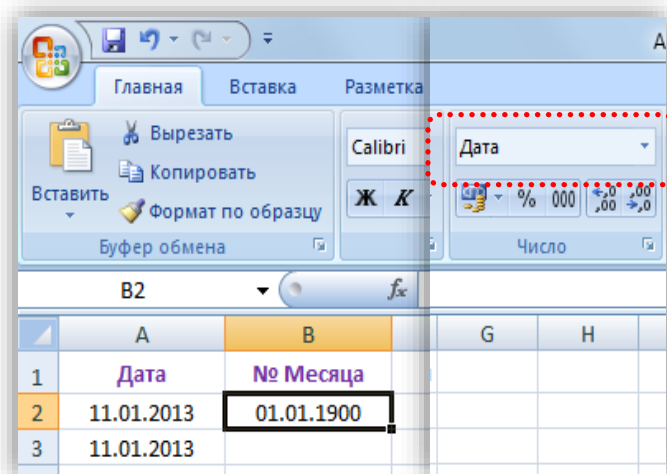 A
Главная Вставка Разметка
Вырезать
Копировать
Формат по образцу
Вставить
Calibri
Ж К
Буфер обмена
Дата
% 000 ,00 ,00 ,0
Число
B2 fx
A B G H
1 Дата № Месяца
2 11.01.2013 01.01.1900
3 11.01.2013